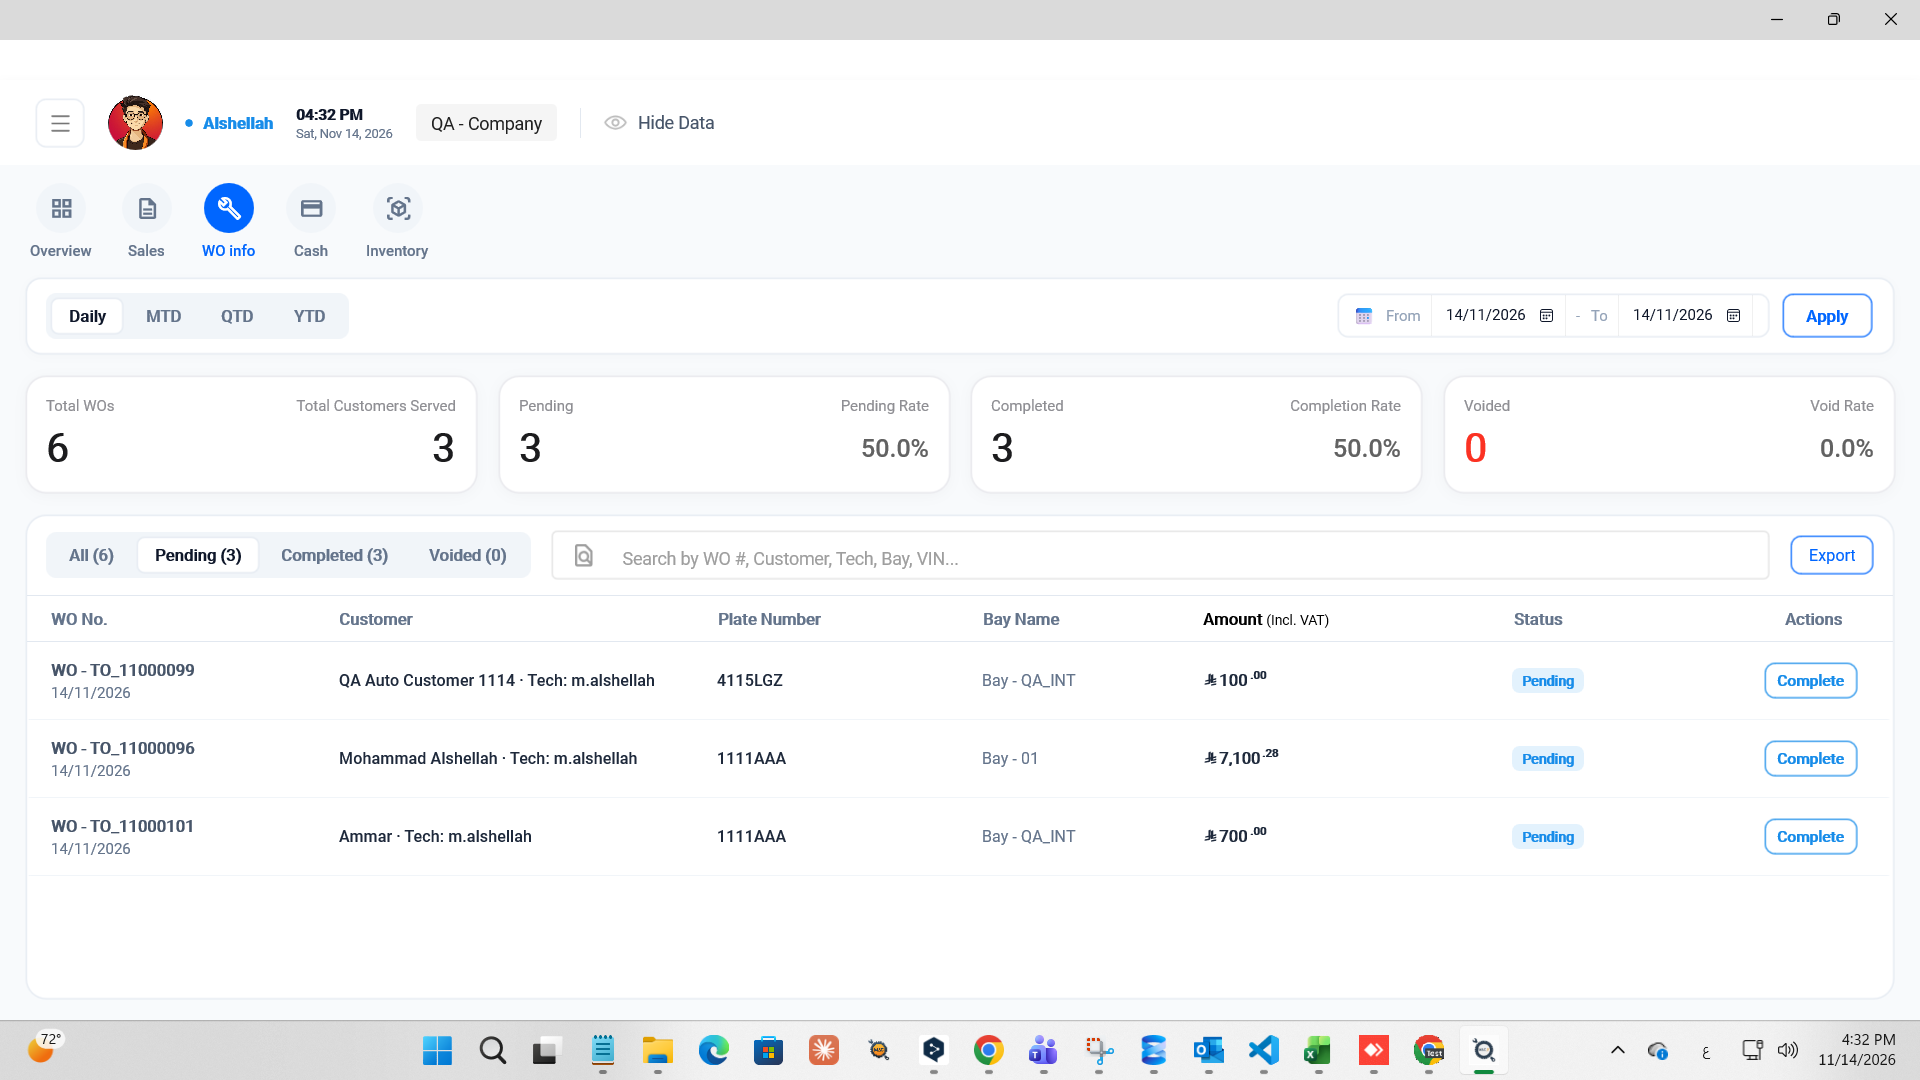 Alshellah
04:32 PM
Sat, Nov 14, 2026
QA - Company
Hide Data
Overview
Sales
WO info
Cash
Inventory
Daily
MTD
QTD
YTD
From
14/11/2026
- To
14/11/2026
Apply
Total WOs
Total Customers Served
6
3
Pending
Pending Rate
3
50.0%
Completed
Completion Rate
3
50.0%
Voided
Void Rate
0
0.0%
All (6)
Pending (3)
Completed (3)
Voided (0)
Search by WO #, Customer, Tech, Bay, VIN...
Export
WO No.
Customer
Plate Number
Bay Name
Amount (Incl. VAT)
Status
Actions
WO - TO_11000099
14/11/2026
QA Auto Customer 1114 · Tech: m.alshellah
4115LGZ
Bay - QA_INT
100.00
Pending
Complete
WO - TO_11000096
14/11/2026
Mohammad Alshellah · Tech: m.alshellah
1111AAA
Bay - 01
7,100.28
Pending
Complete
WO - TO_11000101
14/11/2026
Ammar · Tech: m.alshellah
1111AAA
Bay - QA_INT
700.00
Pending
Complete
72°
Test
ع
4:32 PM
11/14/2026